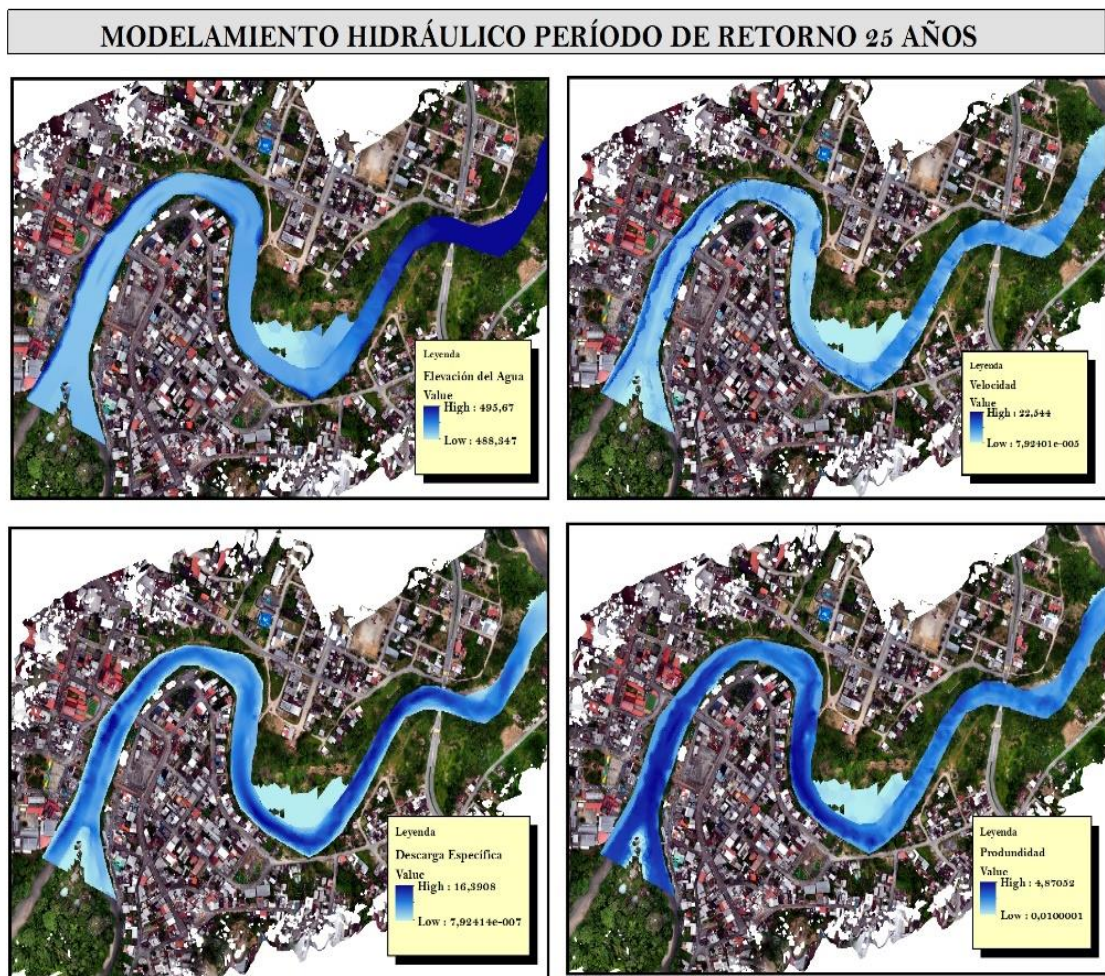 MODELAMIENTO HIDRÁULICO PERÍODO DE RETORNO 25 AÑOS
Leyenda
Elevación del Agua
Value
High : 495,67
Low : 488,347
Leyenda
Velocidad
Value
High : 22,544
Low : 7,92401e-005
Leyenda
Descarga Específica
Value
High : 16,3908
Low : 7,92414e-007
Leyenda
Produndidad
Value
High : 4,87052
Low : 0,0100001